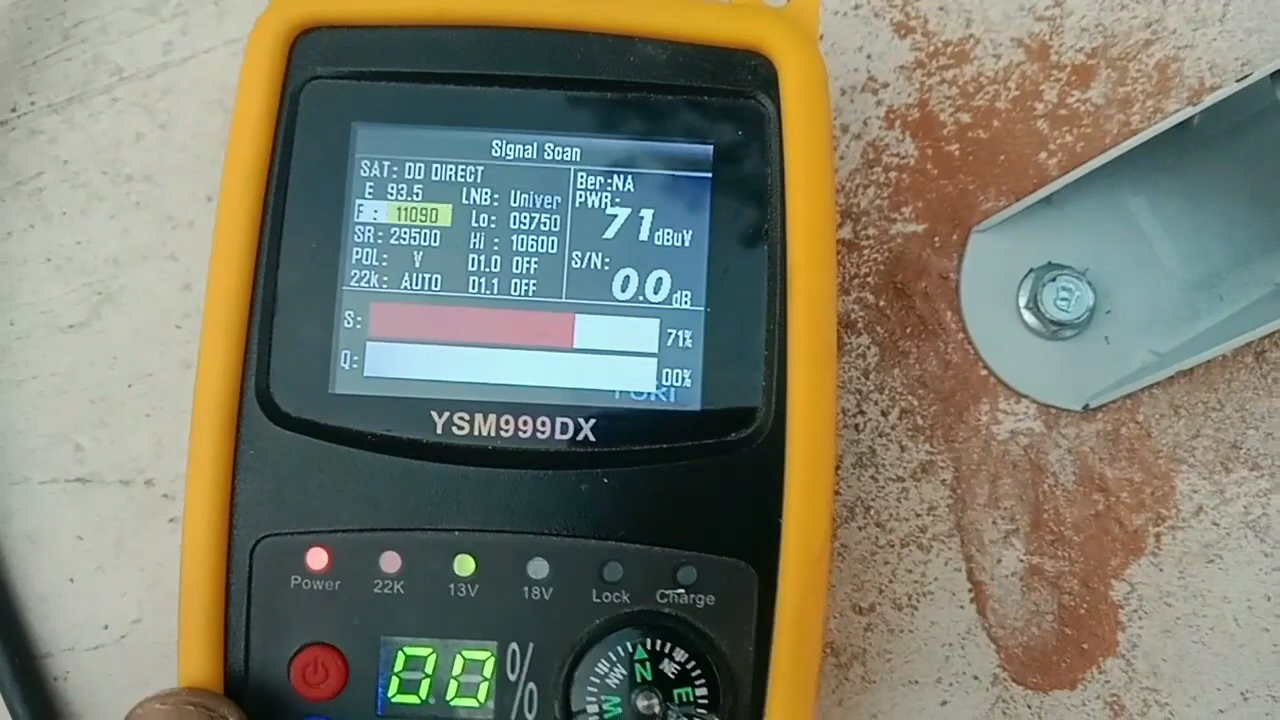 Signal Scan
SAT: DD DIRECT
E 93.5 LNB: Univer
F: 11090 Lo: 09750
SR: 29500 Hi: 10600
POL: V D1.0 OFF
22k: AUTO D1.1 OFF
Ber:NA
PWR:
71 dBuV
S/N:
0.0 dB
S: 71%
Q: 00%
YSM999DX
Power 22K 13V 18V Lock Charge
00 %
%
NW N NE
W E